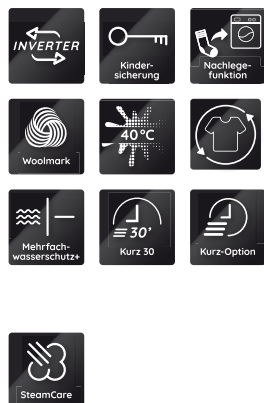 INVERTER
Kinder-
sicherung
Nachlege-
funktion
Woolmark
40°C
Mehrfach-
wasserschutz+
30'
Kurz 30
Kurz-Option
SteamCare